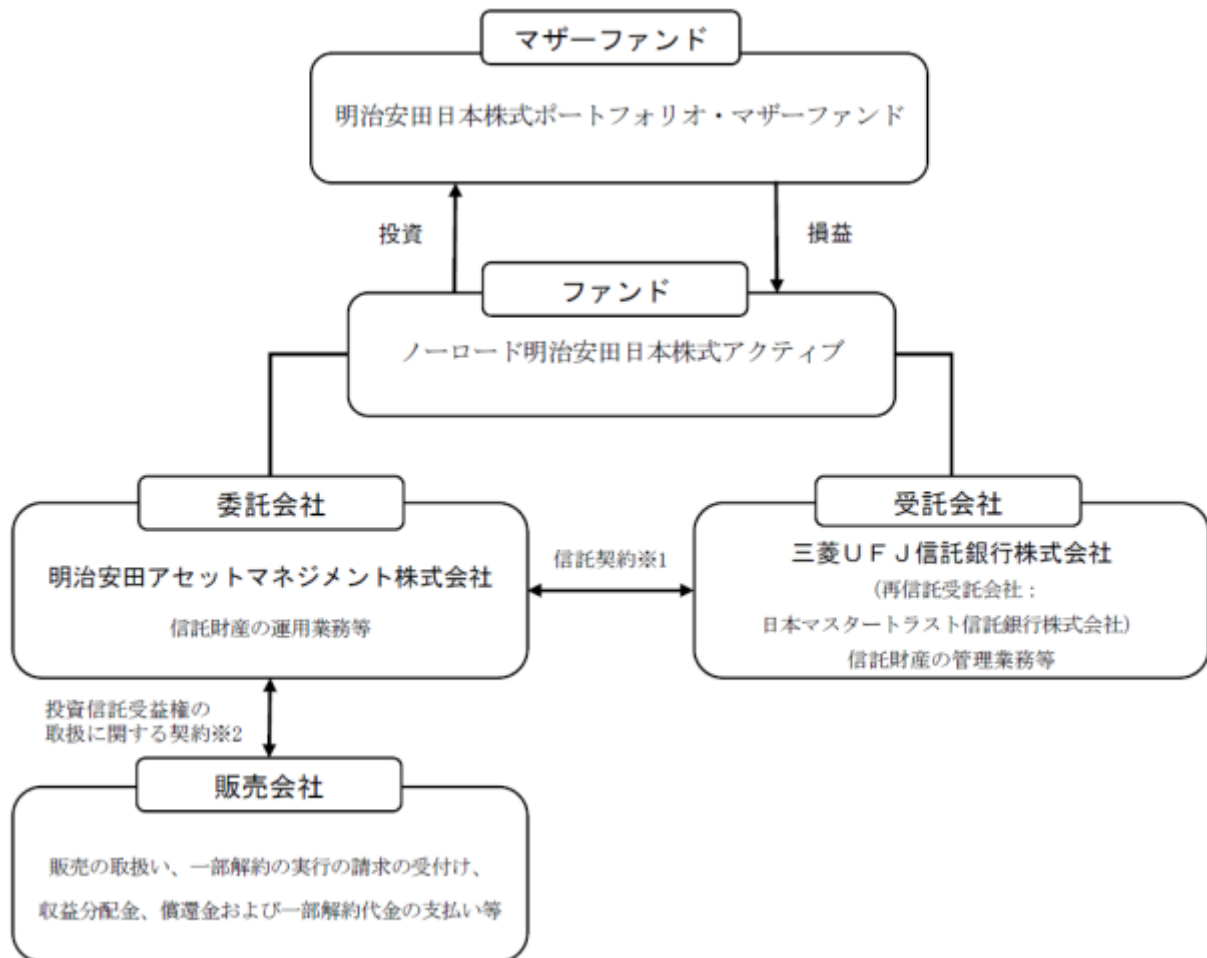 マザーファンド
明治安田日本株式ポートフォリオ・マザーファンド
投資
損益
ファンド
ノーロード明治安田日本株式アクティブ
委託会社
明治安田アセットマネジメント株式会社
信託財産の運用業務等
信託契約※1
受託会社
三菱UFJ信託銀行株式会社
(再信託受託会社：
日本マスタートラスト信託銀行株式会社)
信託財産の管理業務等
投資信託受益権の
取扱に関する契約※2
販売会社
販売の取扱い、一部解約の実行の請求の受付け、
収益分配金、償還金および一部解約代金の支払い等